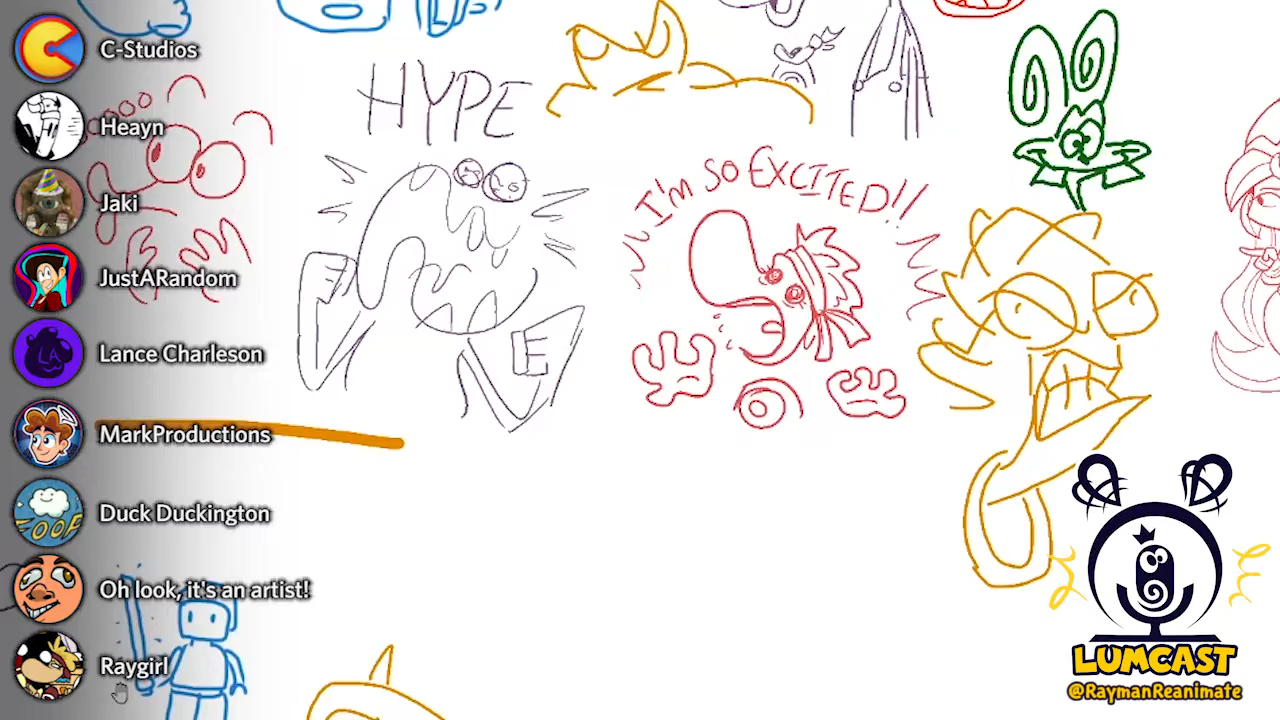 C-Studios
Heayn
Jaki
JustARandom
Lance Charleson
MarkProductions
Duck Duckington
Oh look, it's an artist!
Raygirl
HYPE
I'm SO EXCITED!!
LA
LUMCAST
@RaymanReanimate